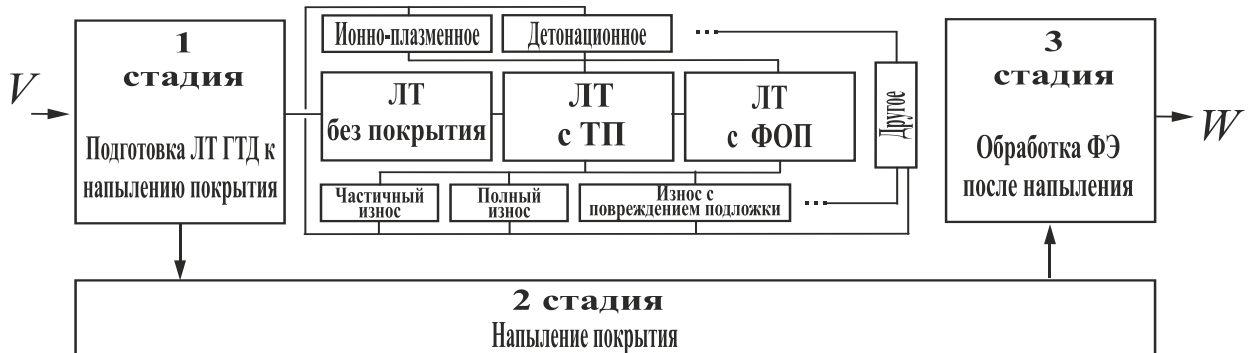 1
стадия
Подготовка ЛТ ГТД к
напылению покрытия
V
Ионно-плазменное
Детонационное
...
ЛТ
без покрытия
ЛТ
с ТП
ЛТ
с ФОП
Другое
Частичный
износ
Полный
износ
Износ с
повреждением подложки
...
3
стадия
Обработка ФЭ
после напыления
W
2 стадия
Напыление покрытия